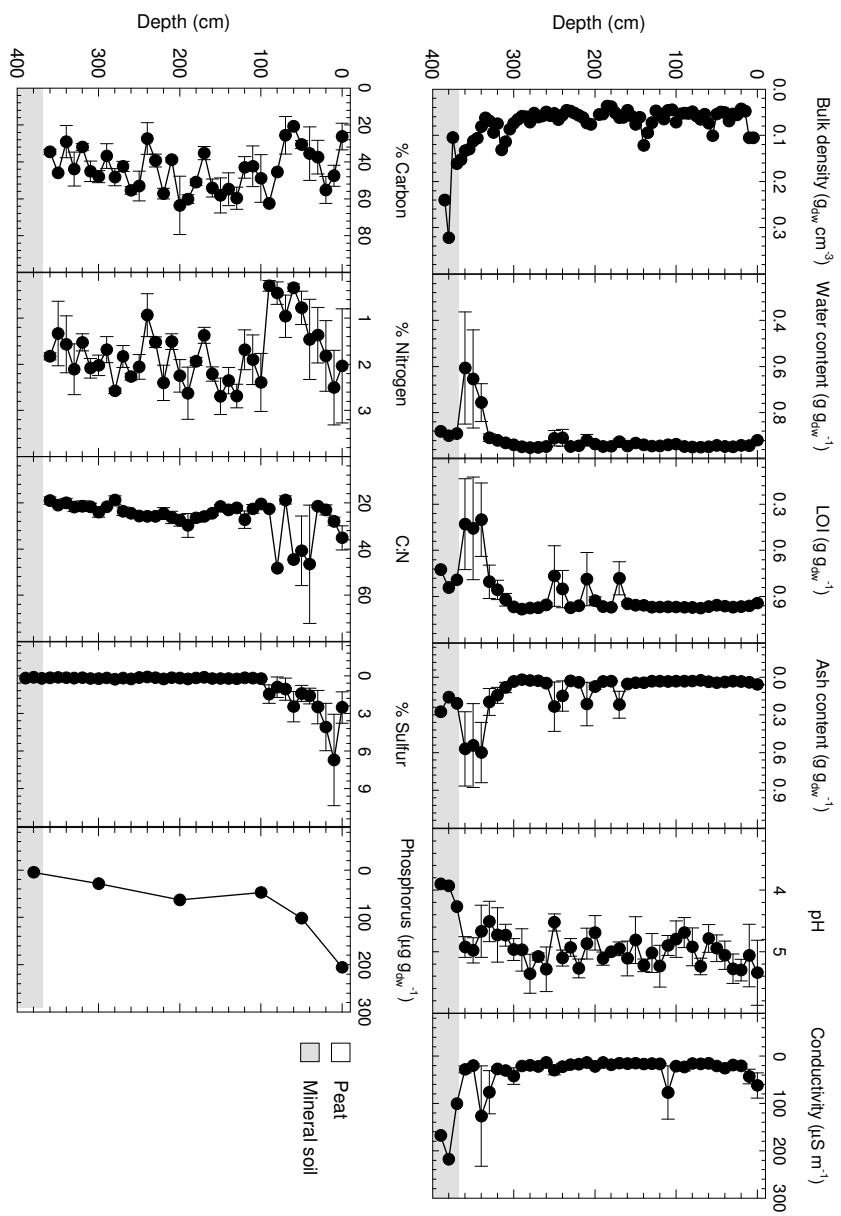 Bulk density (g_dw cm^-3)
Water content (g g_dw^-1)
LOI (g g_dw^-1)
Ash content (g g_dw^-1)
pH
Conductivity (μS m^-1)
0.0 0.1 0.2 0.3
0.4 0.6 0.8
0.3 0.6 0.9
0.0 0.3 0.6 0.9
4 5
0 100 200 300
Depth (cm)
0
100
200
300
400
% Carbon
% Nitrogen
C:N
% Sulfur
Phosphorus (μg g_dw^-1)
0 20 40 60 80
1 2 3
20 40 60
0 3 6 9
0 100 200 300
Depth (cm)
0
100
200
300
400
Peat
Mineral soil